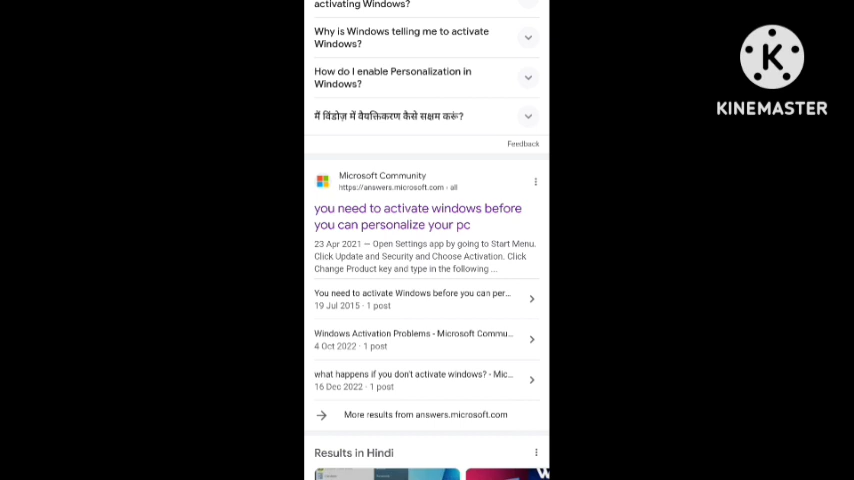 activating Windows?
Why is Windows telling me to activate
Windows?
How do I enable Personalization in
Windows?
मैं विंडोज़ में वैयक्तिकरण कैसे सक्षम करूं?
Feedback
Microsoft Community
https://answers.microsoft.com › all
you need to activate windows before
you can personalize your pc
23 Apr 2021 — Open Settings app by going to Start Menu.
Click Update and Security and Choose Activation. Click
Change Product key and type in the following ...
You need to activate Windows before you can per...
19 Jul 2015 · 1 post
Windows Activation Problems - Microsoft Commu...
4 Oct 2022 · 1 post
what happens if you don't activate windows? - Mic...
16 Dec 2022 · 1 post
More results from answers.microsoft.com
Results in Hindi
K
KINEMASTER